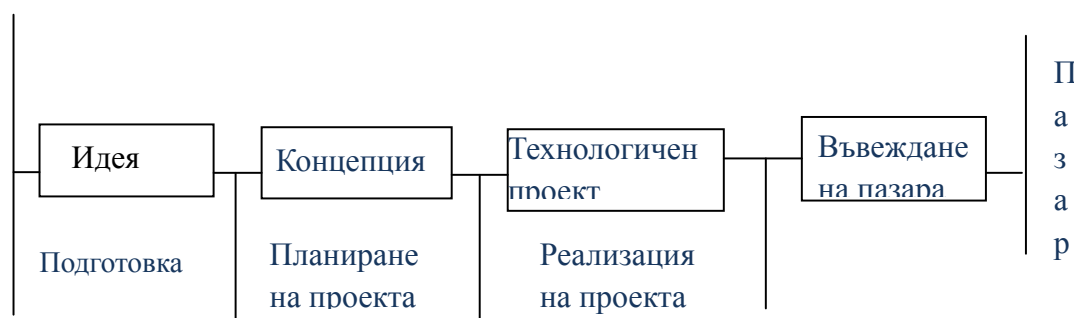 Идея
Концепция
Технологичен
проект
Въвеждане
на пазара
Подготовка
Планиране
на проекта
Реализация
на проекта
П
а
з
а
р